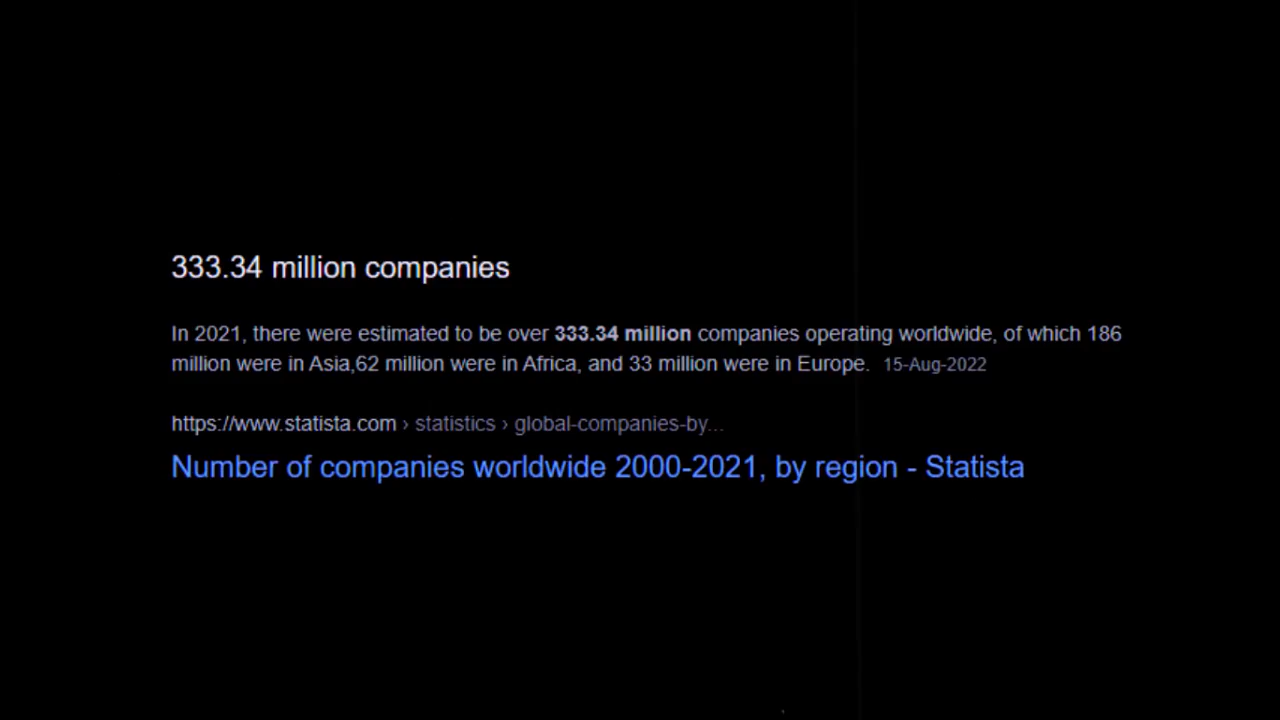 333.34 million companies
In 2021, there were estimated to be over 333.34 million companies operating worldwide, of which 186
million were in Asia,62 million were in Africa, and 33 million were in Europe. 15-Aug-2022
https://www.statista.com › statistics › global-companies-by...
Number of companies worldwide 2000-2021, by region - Statista